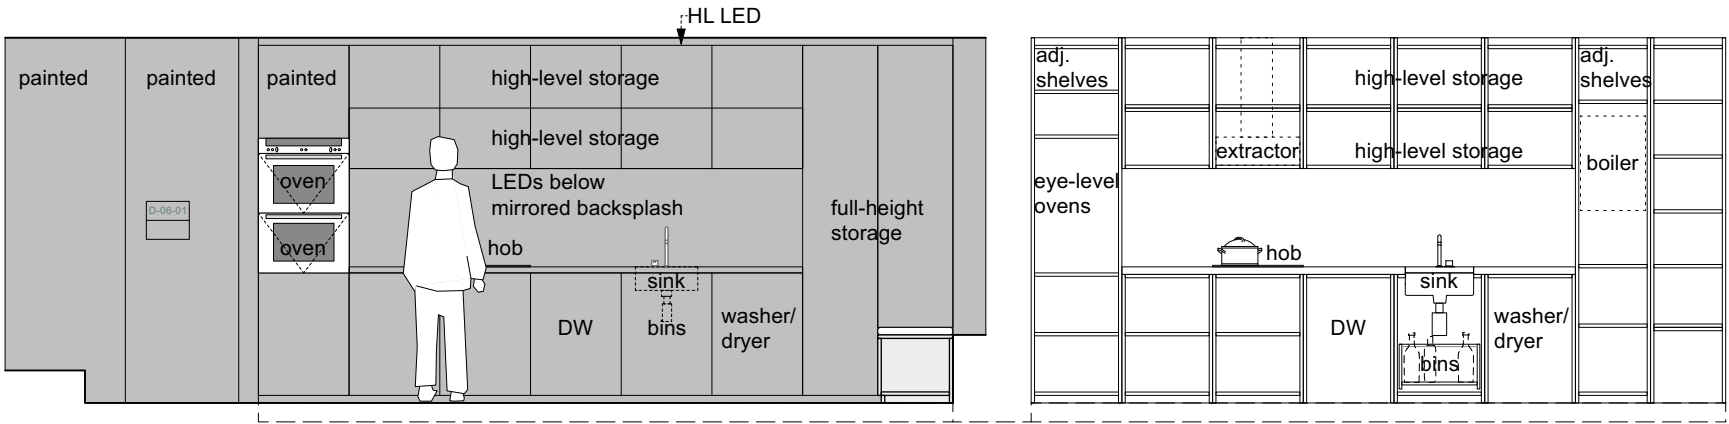 HL LED
painted
painted
painted
high-level storage
high-level storage
oven
LEDs below
mirrored backsplash
D-06-01
full-height
storage
oven
hob
sink
DW
bins
washer/
dryer
adj.
shelves
high-level storage
adj.
shelves
extractor
high-level storage
boiler
eye-level
ovens
hob
sink
DW
washer/
dryer
bins